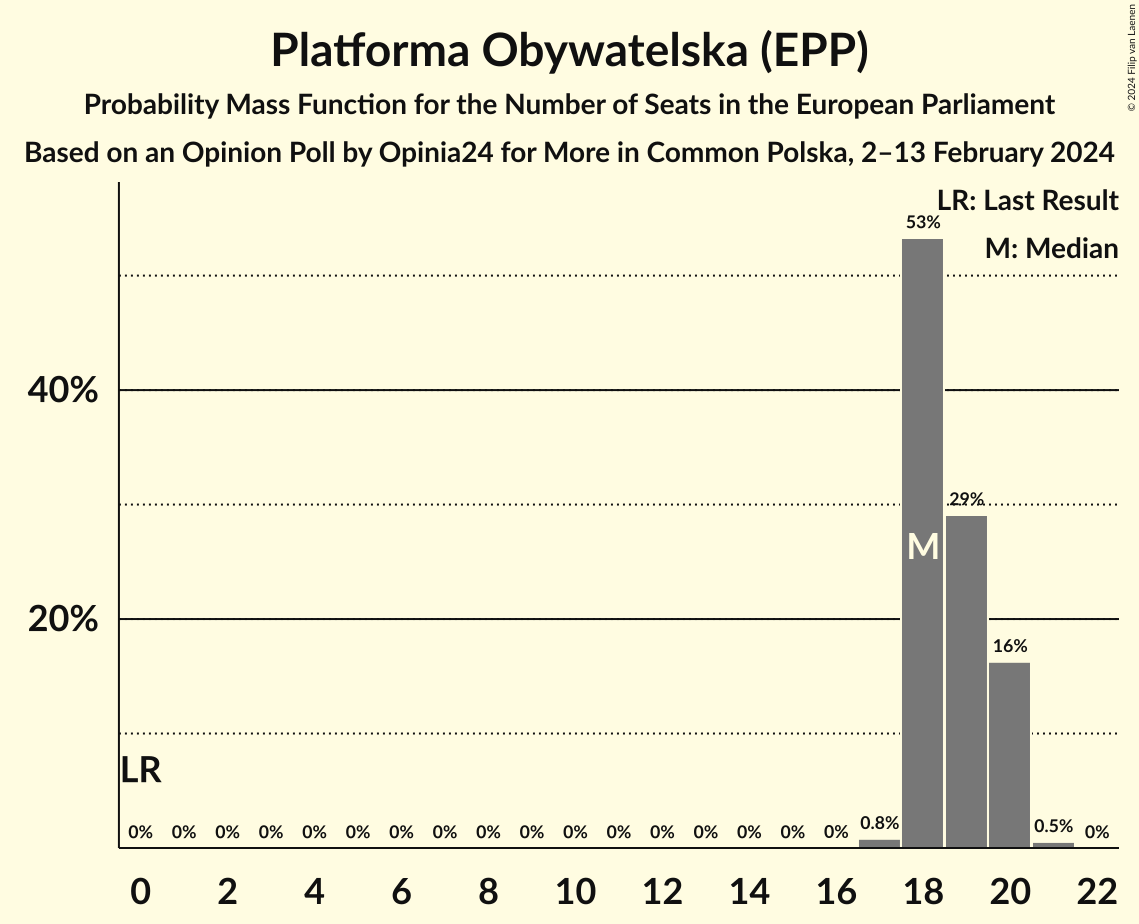 Platforma Obywatelska (EPP)
Probability Mass Function for the Number of Seats in the European Parliament
Based on an Opinion Poll by Opinia24 for More in Common Polska, 2–13 February 2024
© 2024 Filip van Laenen
LR: Last Result
M: Median
53%
40%
29%
M
20%
16%
LR
0% 0% 0% 0% 0% 0% 0% 0% 0% 0% 0% 0% 0% 0% 0% 0% 0% 0.8% 0.5% 0%
0 2 4 6 8 10 12 14 16 18 20 22